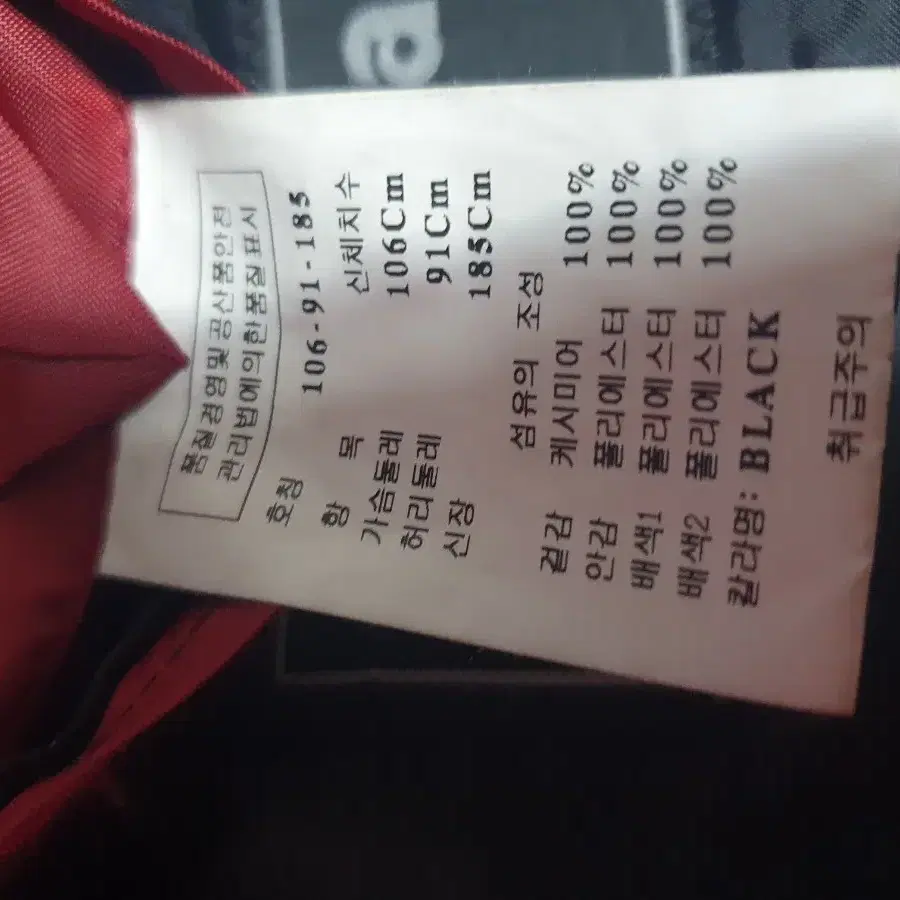 a
품질경영및 공산품안전
관리법에의한품질표시
호칭 106-91-185
항 목 신체치수
가슴둘레 106Cm
허리둘레 91Cm
신장 185Cm
섬유의 조성
겉감 케시미어 100%
안감 폴리에스터 100%
배색1 폴리에스터 100%
배색2 폴리에스터 100%
칼라명: BLACK
취급주의